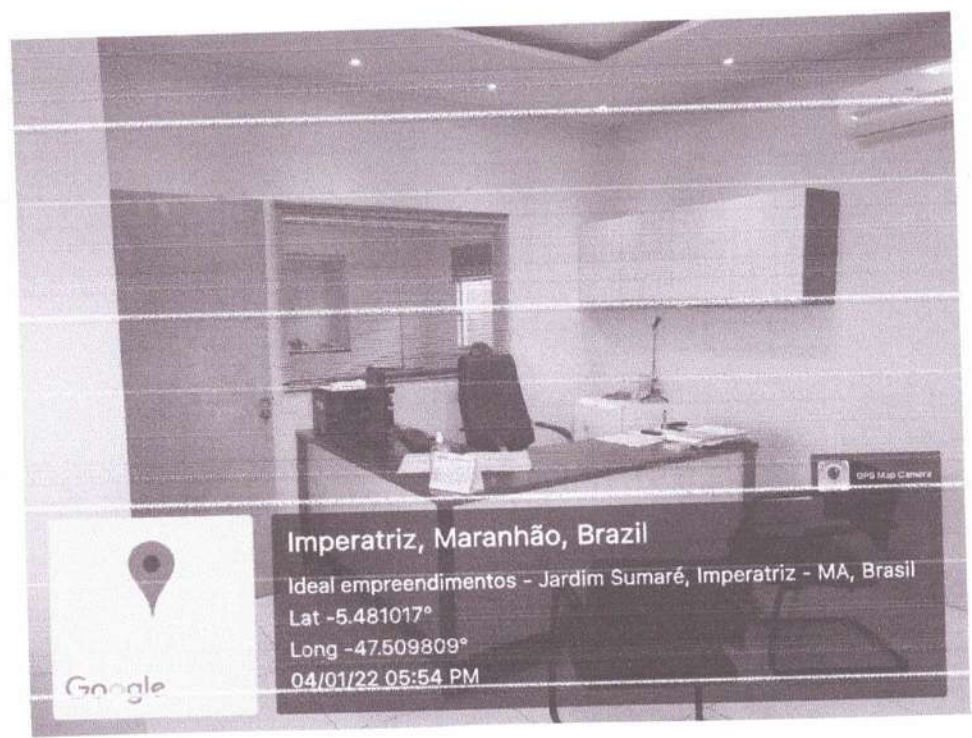 GPS Map Camera
Imperatriz, Maranhão, Brazil
Ideal empreendimentos - Jardim Sumaré, Imperatriz - MA, Brasil
Lat -5.481017°
Long -47.509809°
04/01/22 05:54 PM
Google